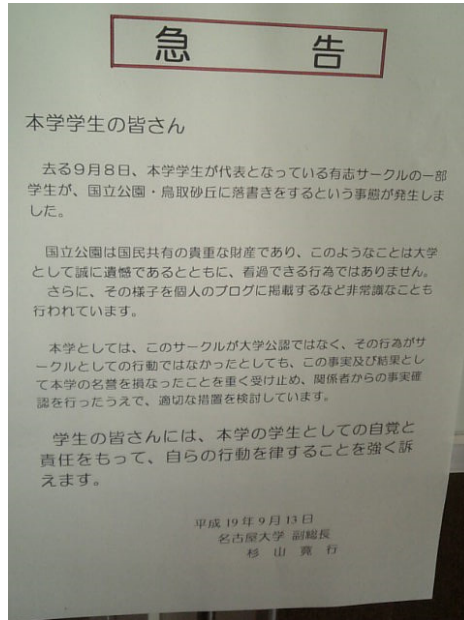 急　告
本学学生の皆さん
去る９月８日、本学学生が代表となっている有志サークルの一部
学生が、国立公園・鳥取砂丘に落書きをするという事態が発生しま
した。
国立公園は国民共有の貴重な財産であり、このようなことは大学
として誠に遺憾であるとともに、看過できる行為ではありません。
さらに、その様子を個人のブログに掲載するなど非常識なことも
行われています。
本学としては、このサークルが大学公認ではなく、その行為がサ
ークルとしての行動ではなかったとしても、この事実及び結果とし
て本学の名誉を損なったことを重く受け止め、関係者からの事実確
認を行ったうえで、適切な措置を検討しています。
学生の皆さんには、本学の学生としての自覚と
責任をもって、自らの行動を律することを強く訴
えます。
平成 19 年 9 月 13 日
名古屋大学 副総長
杉 山 寛 行